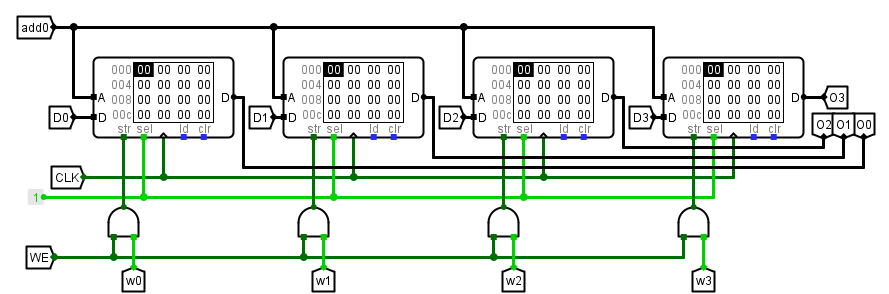 add0
000 00 00 00 00 000 00 00 00 00 000 00 00 00 00 000 00 00 00 00
004 00 00 00 00 004 00 00 00 00 004 00 00 00 00 004 00 00 00 00
A 008 00 00 00 00 D A 008 00 00 00 00 D A 008 00 00 00 00 D A 008 00 00 00 00 D O3
D0 D 00c 00 00 00 00 D1 D 00c 00 00 00 00 D2 D 00c 00 00 00 00 D3 D 00c 00 00 00 00 O2 O1 O0
str sel ld clr str sel ld clr str sel ld clr str sel ld clr
CLK
1
WE
w0 w1 w2 w3